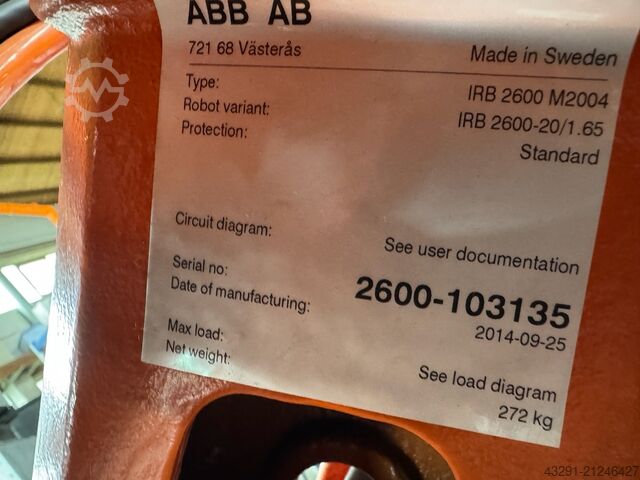 ABB AB
721 68 Västerås
Made in Sweden
Type: IRB 2600 M2004
Robot variant: IRB 2600-20/1.65
Protection: Standard
Circuit diagram: See user documentation
Serial no: 2600-103135
Date of manufacturing: 2014-09-25
Max load: See load diagram
Net weight: 272 kg
43291-21246427